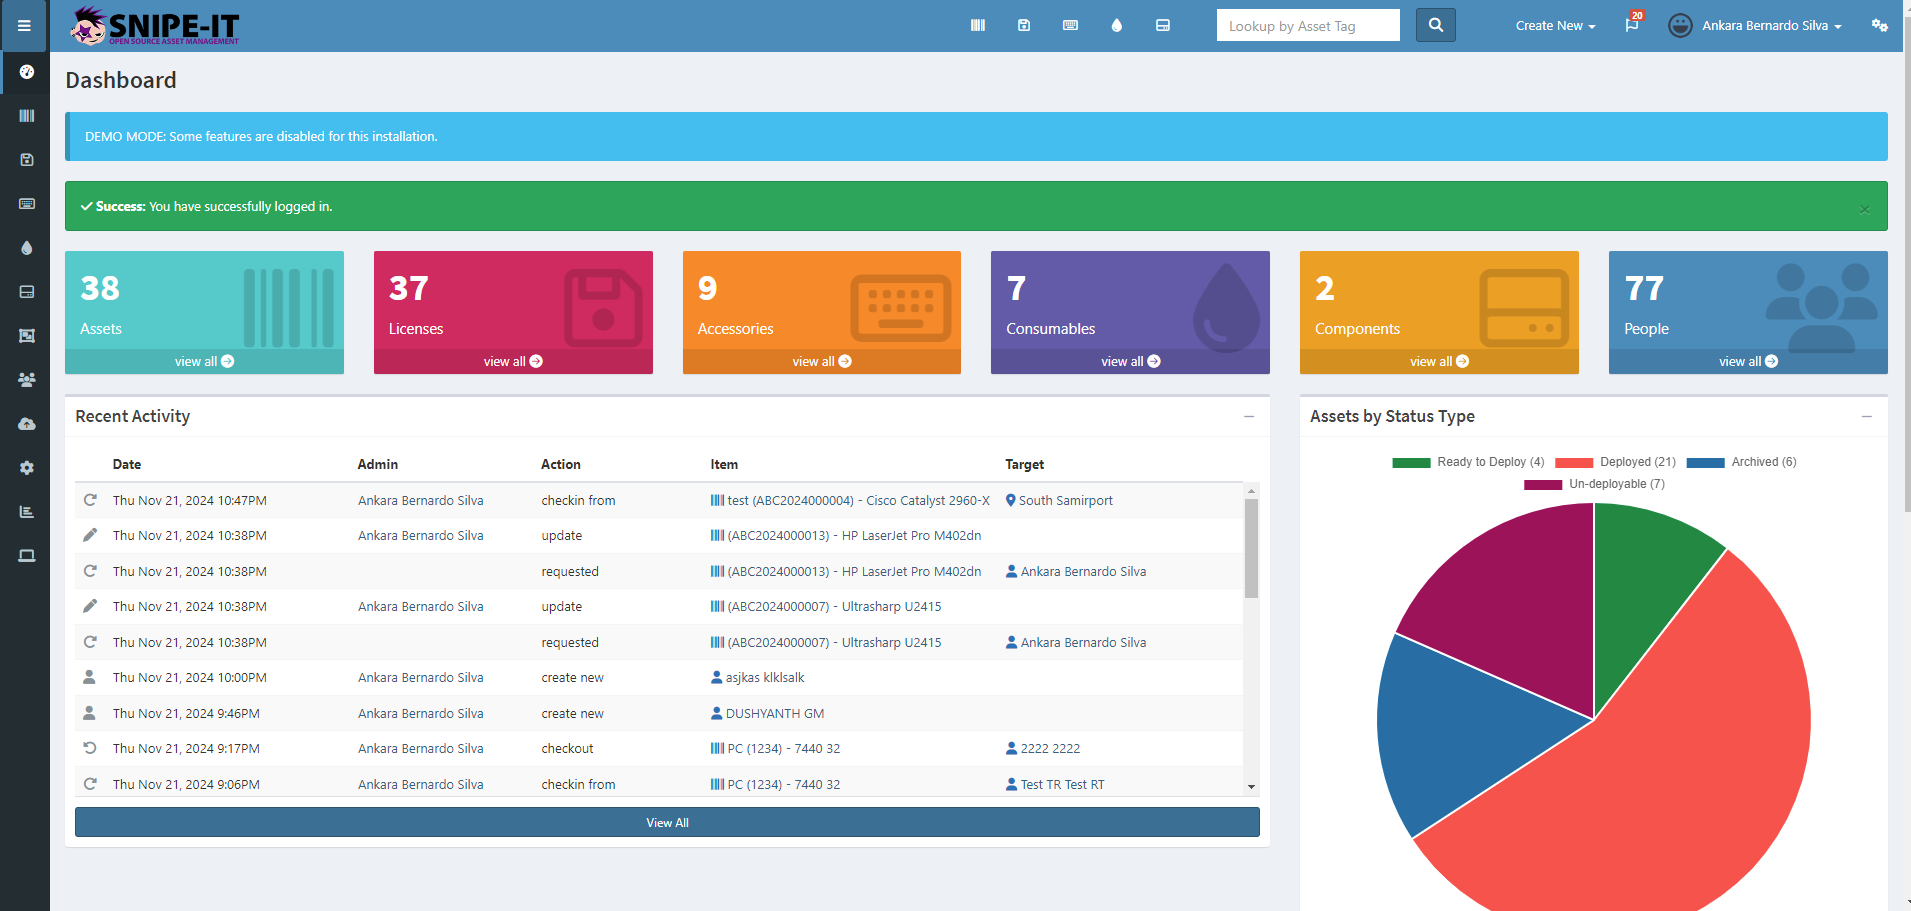 SNIPE-IT
OPEN SOURCE ASSET MANAGEMENT
Lookup by Asset Tag
Create New
20
Ankara Bernardo Silva
Dashboard
DEMO MODE: Some features are disabled for this installation.
Success: You have successfully logged in.
×
38
Assets
view all
37
Licenses
view all
9
Accessories
view all
7
Consumables
view all
2
Components
view all
77
People
view all
Recent Activity
Date Admin Action Item Target
Thu Nov 21, 2024 10:47PM Ankara Bernardo Silva checkin from test (ABC2024000004) - Cisco Catalyst 2960-X South Samirport
Thu Nov 21, 2024 10:38PM Ankara Bernardo Silva update (ABC2024000013) - HP LaserJet Pro M402dn
Thu Nov 21, 2024 10:38PM requested (ABC2024000013) - HP LaserJet Pro M402dn Ankara Bernardo Silva
Thu Nov 21, 2024 10:38PM Ankara Bernardo Silva update (ABC2024000007) - Ultrasharp U2415
Thu Nov 21, 2024 10:38PM requested (ABC2024000007) - Ultrasharp U2415 Ankara Bernardo Silva
Thu Nov 21, 2024 10:00PM Ankara Bernardo Silva create new asjkas klklsalk
Thu Nov 21, 2024 9:46PM Ankara Bernardo Silva create new DUSHYANTH GM
Thu Nov 21, 2024 9:17PM Ankara Bernardo Silva checkout PC (1234) - 7440 32 2222 2222
Thu Nov 21, 2024 9:06PM Ankara Bernardo Silva checkin from PC (1234) - 7440 32 Test TR Test RT
View All
Assets by Status Type
Ready to Deploy (4) Deployed (21) Archived (6)
Un-deployable (7)